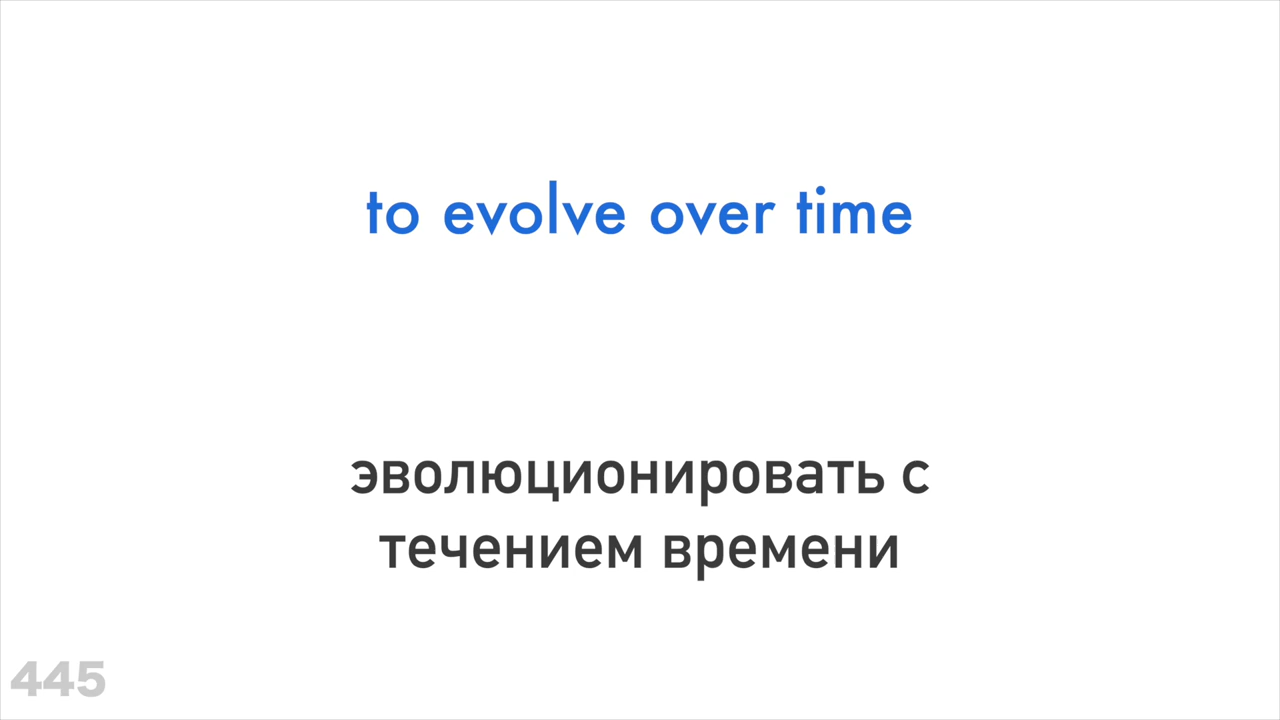 to evolve over time
эволюционировать с
течением времени
445